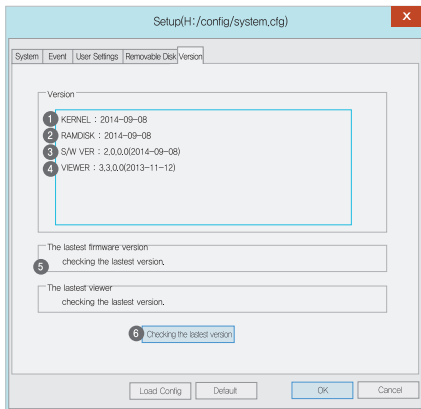 Setup(H:/config/system.cfg)
X
System Event User Settings Removable Disk Version
Version
1 KERNEL : 2014-09-08
2 RAMDISK : 2014-09-08
3 S/W VER : 2.0.0.0(2014-09-08)
4 VIEWER : 3.3.0.0(2013-11-12)
The lastest firmware version
5 checking the lastest version.
The lastest viewer
checking the lastest version.
6 Checking the lastest version
Load Config Default OK Cancel